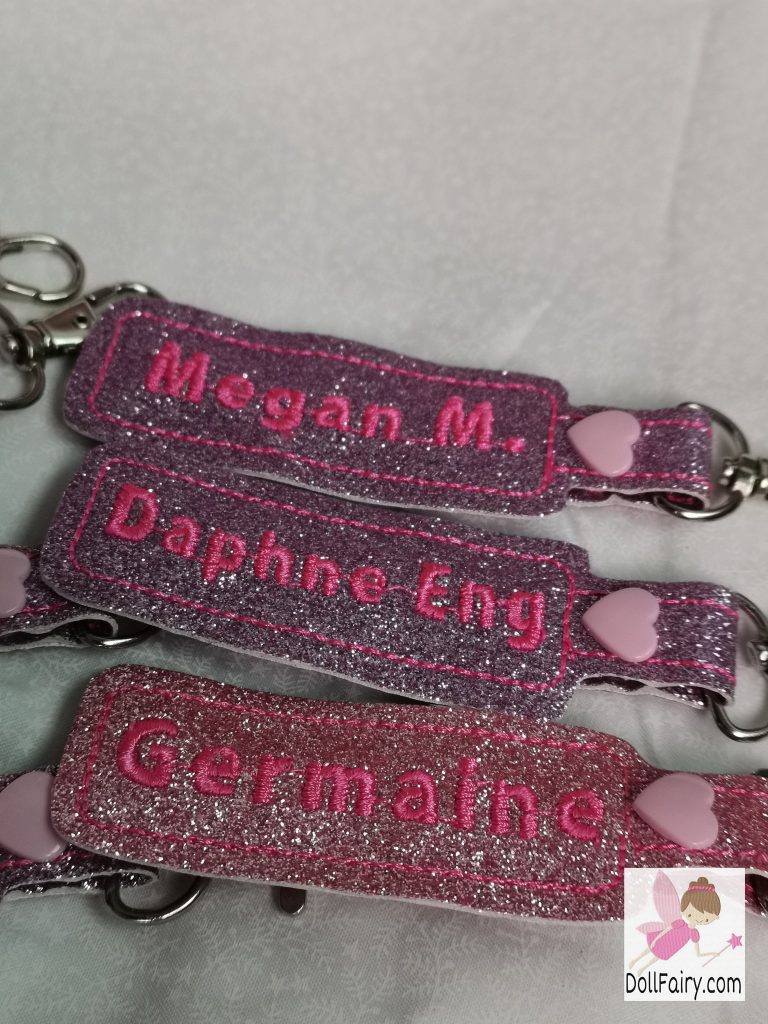 Megan M.
Daphne Eng
Germaine
DollFairy.com